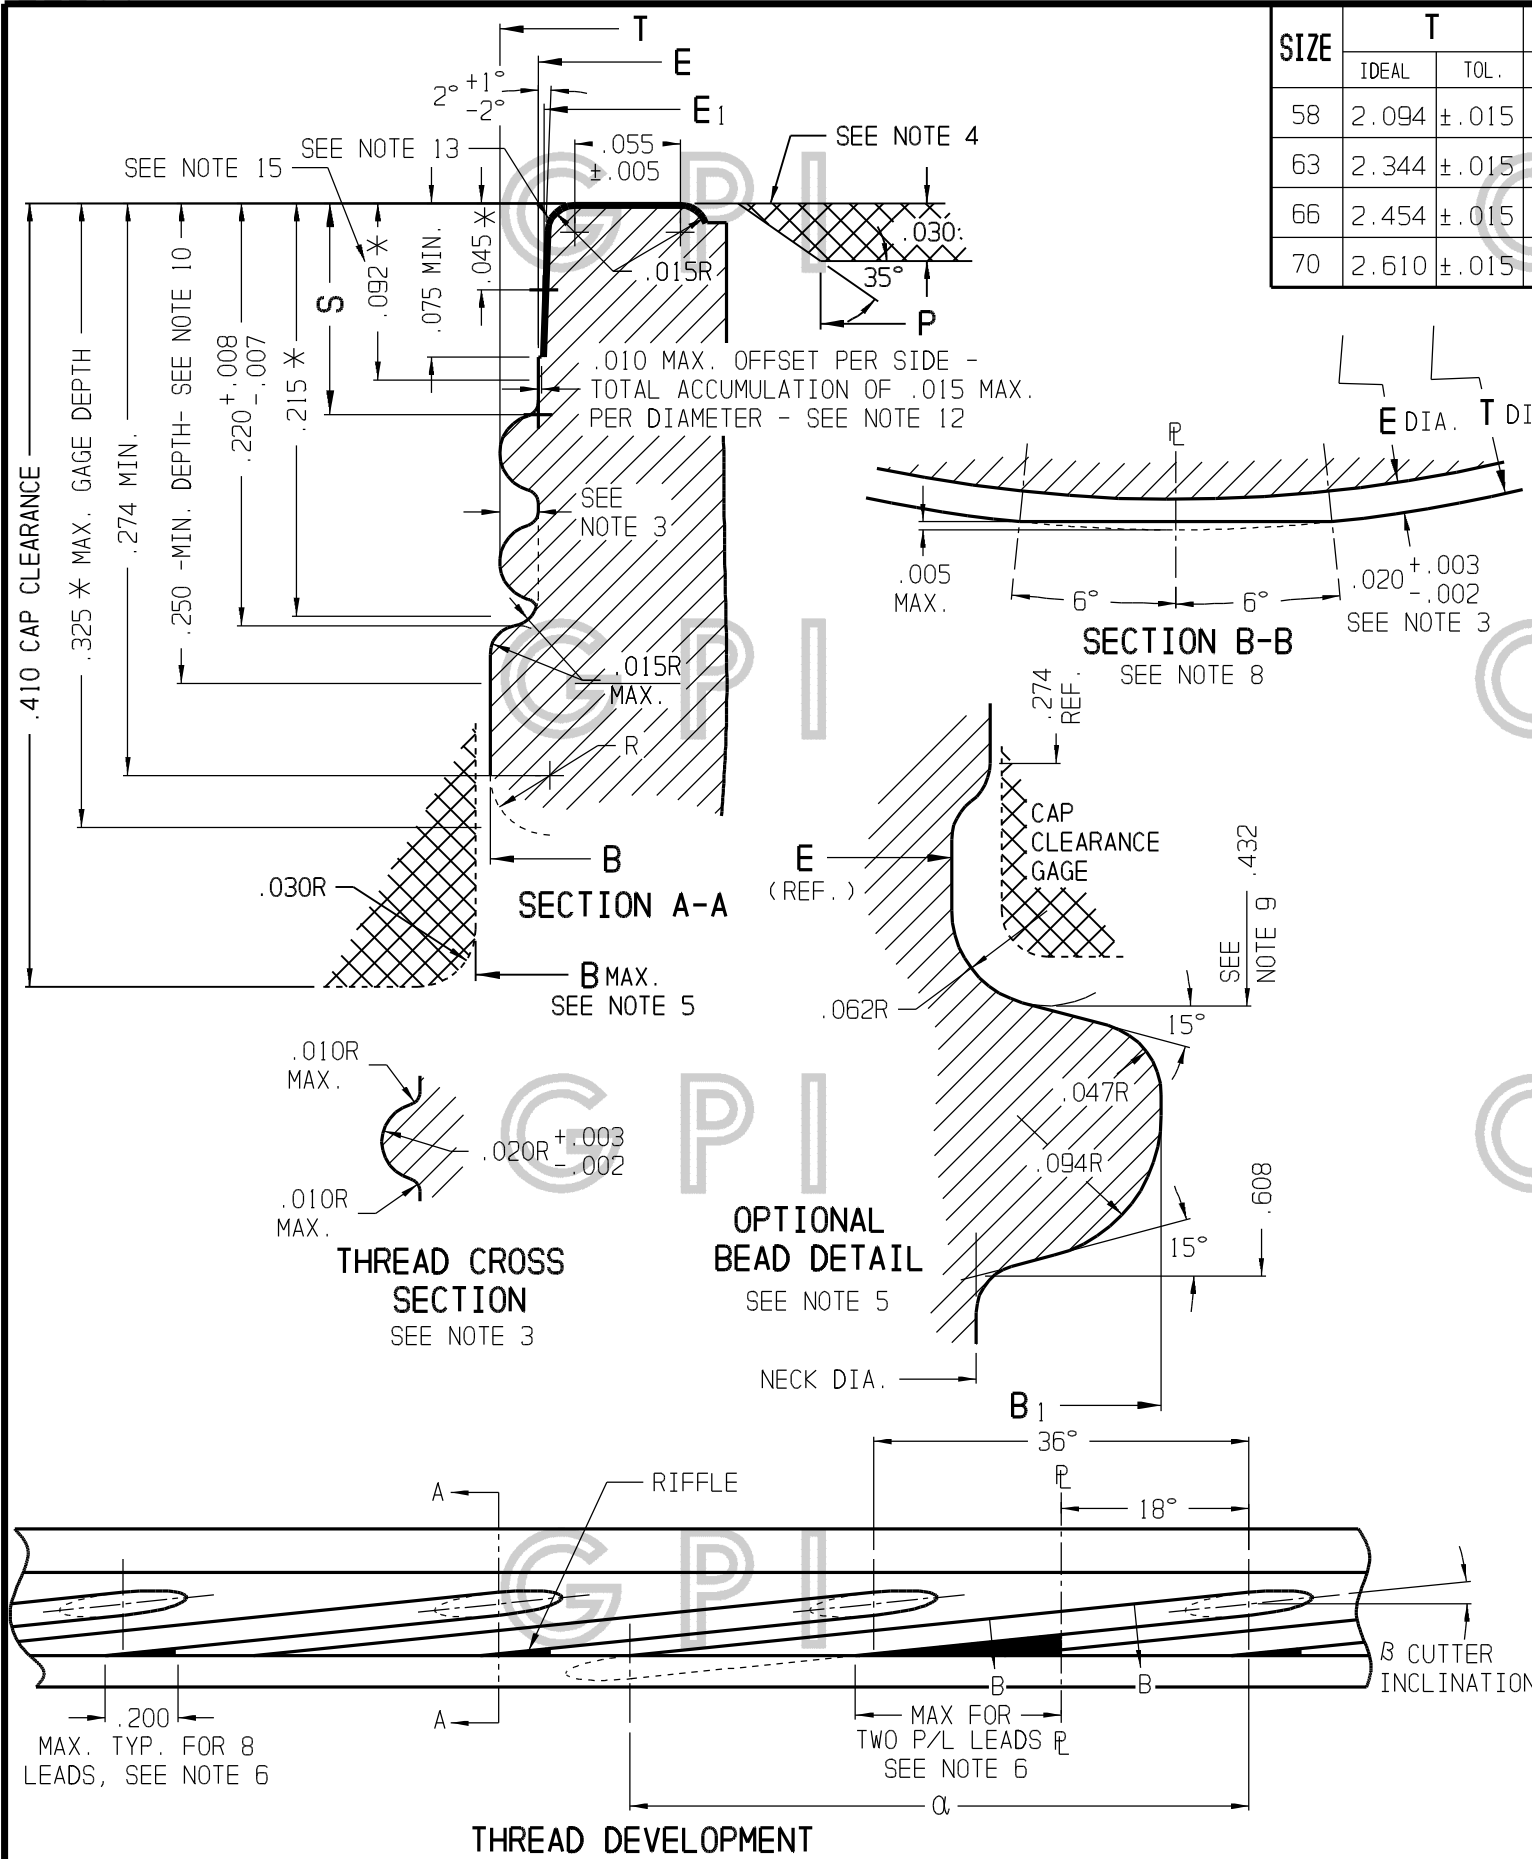 T
E
2° +1° -2°
E1
.055
±.005
SEE NOTE 4
SEE NOTE 13
SEE NOTE 15
SIZE T
IDEAL TOL.
58 2.094 ±.015
63 2.344 ±.015
66 2.454 ±.015
70 2.610 ±.015
GPI
.410 CAP CLEARANCE
.325 * MAX. GAGE DEPTH
.274 MIN.
.250 -MIN. DEPTH- SEE NOTE 10
.220 +.008 -.007
.215 *
S
.092 *
.075 MIN.
.045 *
.015R
.030
35°
P
.010 MAX. OFFSET PER SIDE -
TOTAL ACCUMULATION OF .015 MAX.
PER DIAMETER - SEE NOTE 12
SEE
NOTE 3
E DIA.
T DI
PL
.005
MAX.
6°
6°
.020 +.003 -.002
SEE NOTE 3
SECTION B-B
SEE NOTE 8
GPI
.015R
MAX.
R
B
SECTION A-A
.030R
B MAX.
SEE NOTE 5
.274
REF.
CAP
CLEARANCE
GAGE
E
(REF.)
.432
SEE
NOTE 9
.062R
15°
.047R
.094R
.608
15°
OPTIONAL
BEAD DETAIL
SEE NOTE 5
NECK DIA.
B1
GPI
.010R
MAX.
.020R +.003 -.002
.010R
MAX.
THREAD CROSS
SECTION
SEE NOTE 3
36°
PL
18°
A
RIFFLE
GPI
B
B
β CUTTER
INCLINATION
A
.200
MAX. TYP. FOR 8
LEADS, SEE NOTE 6
MAX FOR
TWO P/L LEADS PL
SEE NOTE 6
α
THREAD DEVELOPMENT